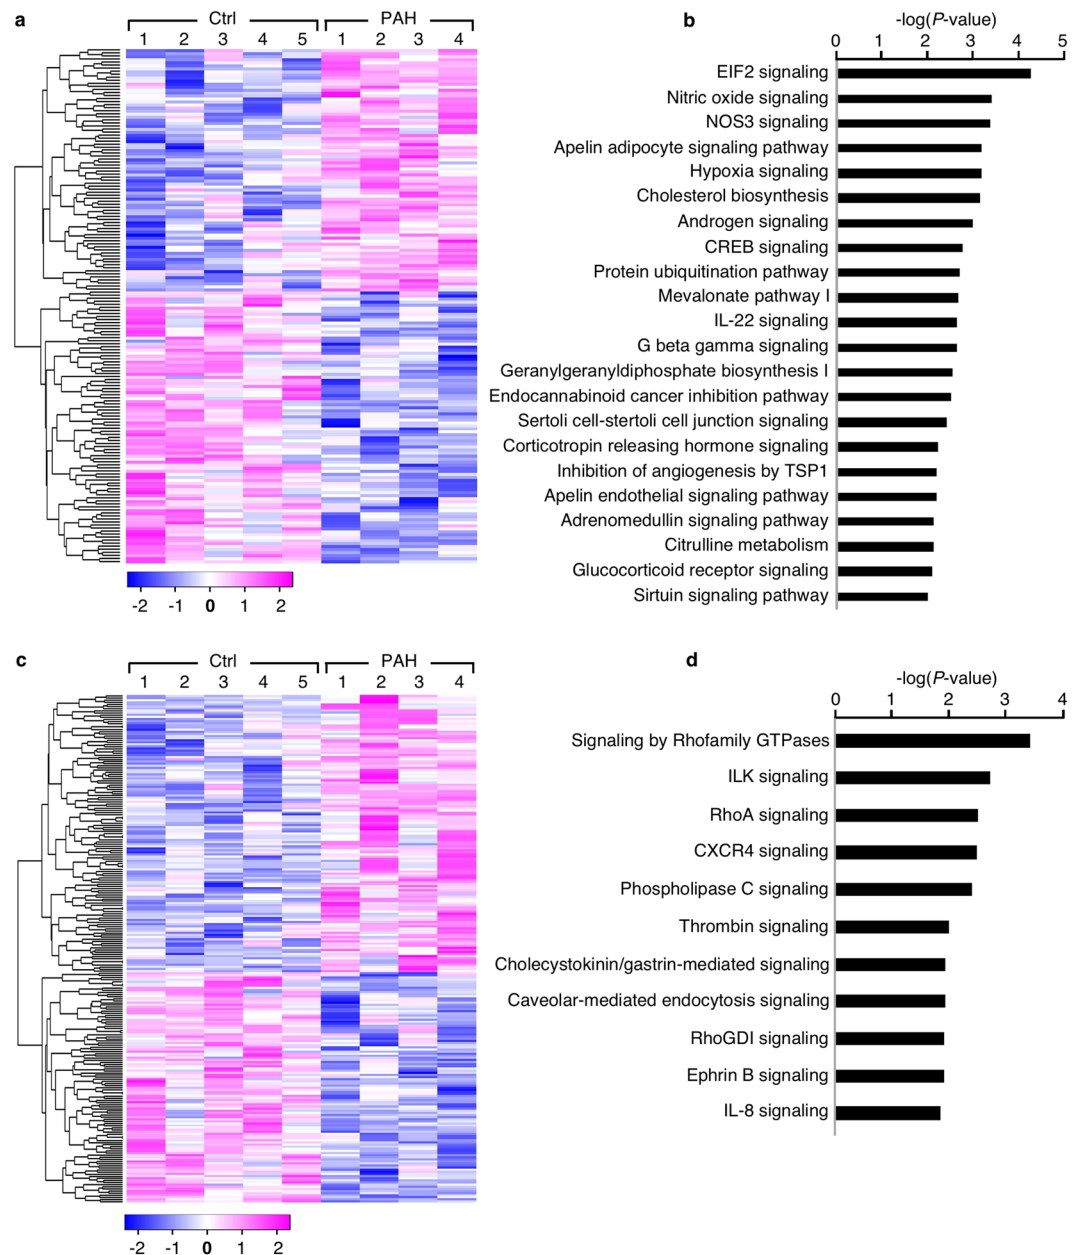 a
Ctrl PAH
1 2 3 4 5 1 2 3 4
-2 -1 0 1 2
b
-log(P-value)
0 1 2 3 4 5
EIF2 signaling
Nitric oxide signaling
NOS3 signaling
Apelin adipocyte signaling pathway
Hypoxia signaling
Cholesterol biosynthesis
Androgen signaling
CREB signaling
Protein ubiquitination pathway
Mevalonate pathway I
IL-22 signaling
G beta gamma signaling
Geranylgeranyldiphosphate biosynthesis I
Endocannabinoid cancer inhibition pathway
Sertoli cell-stertoli cell junction signaling
Corticotropin releasing hormone signaling
Inhibition of angiogenesis by TSP1
Apelin endothelial signaling pathway
Adrenomedullin signaling pathway
Citrulline metabolism
Glucocorticoid receptor signaling
Sirtuin signaling pathway
c
Ctrl PAH
1 2 3 4 5 1 2 3 4
-2 -1 0 1 2
d
-log(P-value)
0 1 2 3 4
Signaling by Rhofamily GTPases
ILK signaling
RhoA signaling
CXCR4 signaling
Phospholipase C signaling
Thrombin signaling
Cholecystokinin/gastrin-mediated signaling
Caveolar-mediated endocytosis signaling
RhoGDI signaling
Ephrin B signaling
IL-8 signaling